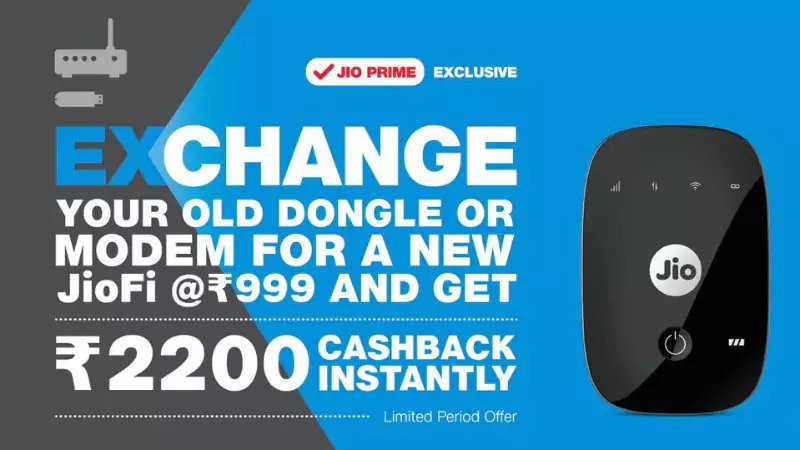 JIO PRIME EXCLUSIVE
EXCHANGE
YOUR OLD DONGLE OR
MODEM FOR A NEW
JioFi @₹999 AND GET
₹2200 CASHBACK
INSTANTLY
Limited Period Offer
Jio